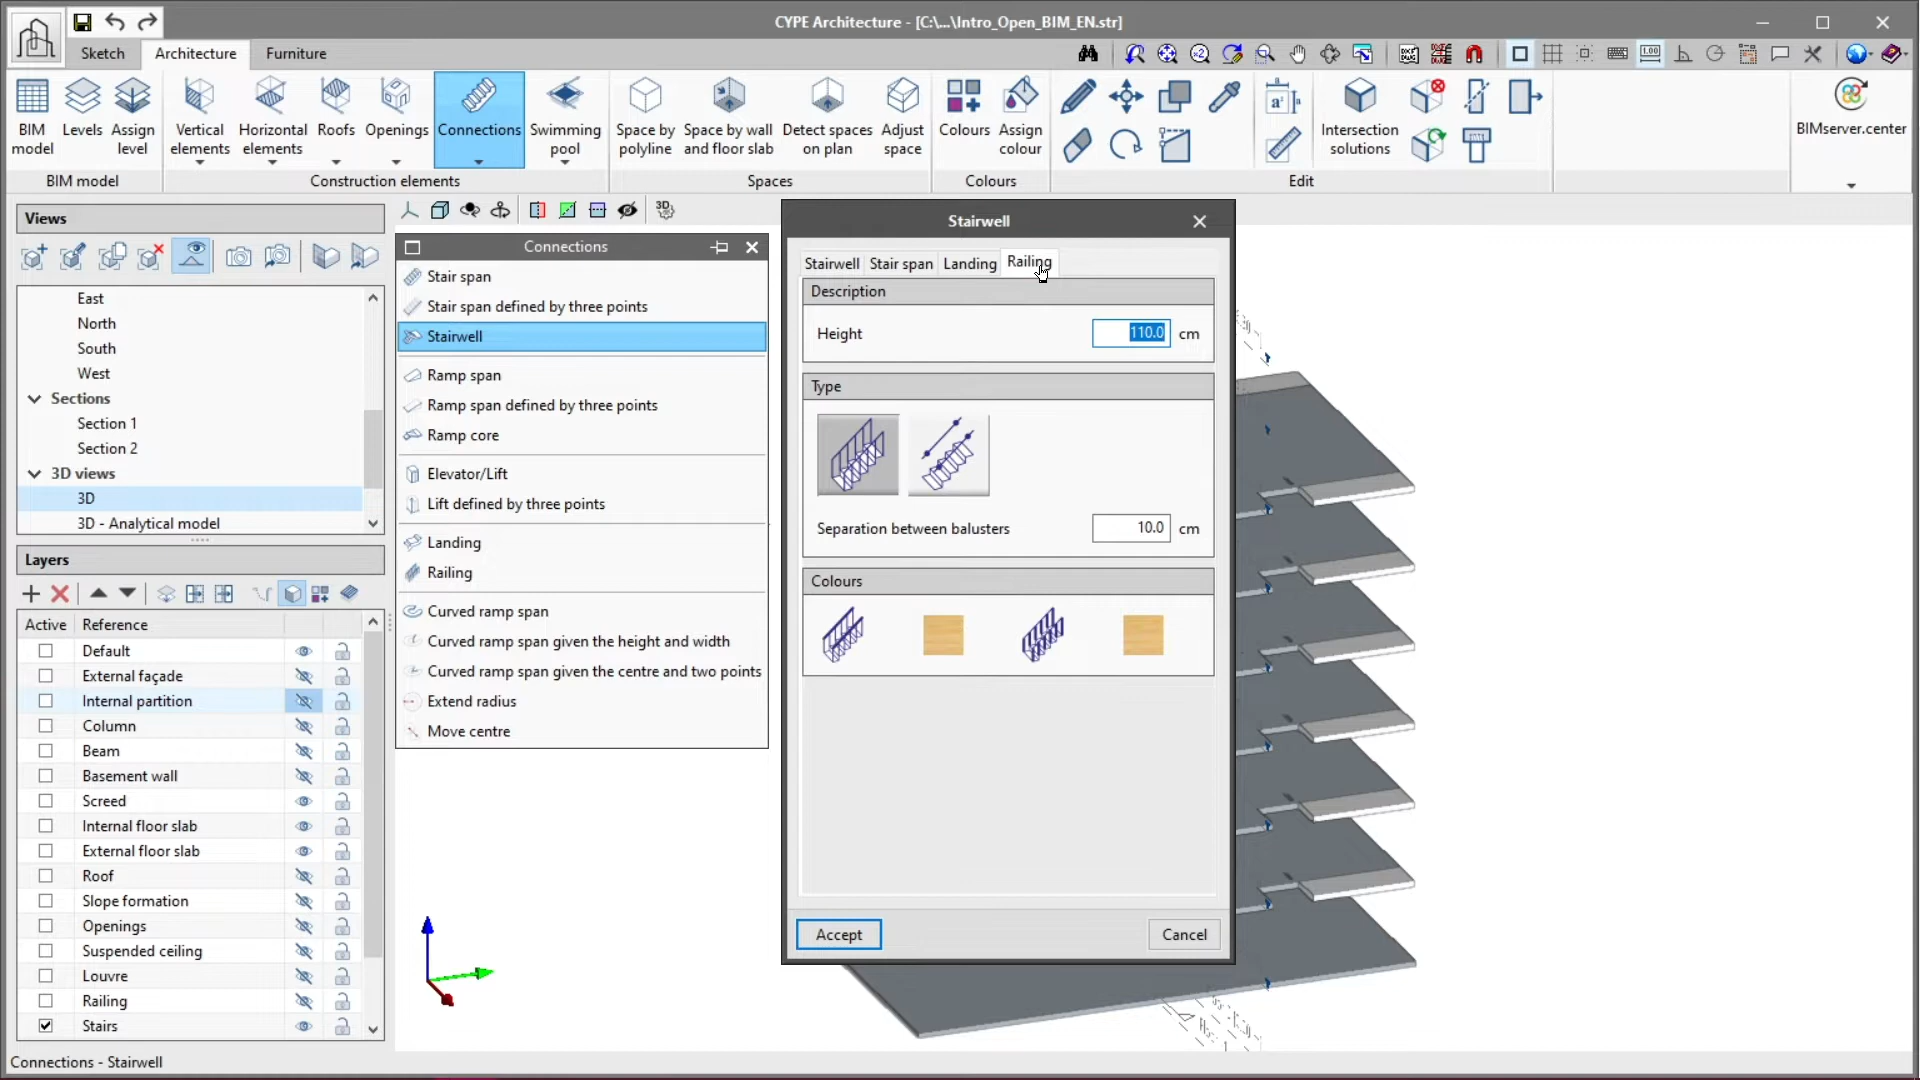 CYPE Architecture - [C:\...\Intro_Open_BIM_EN.str]
Sketch Architecture Furniture
BIM model
Levels
Assign level
Vertical elements
Horizontal elements
Roofs
Openings
Connections
Swimming pool
Space by polyline
Space by wall and floor slab
Detect spaces on plan
Adjust space
Colours
Assign colour
Intersection solutions
BIMserver.center
BIM model
Construction elements
Spaces
Colours
Edit
Views
East
North
South
West
Sections
Section 1
Section 2
3D views
3D
3D - Analytical model
Layers
Active Reference
Default
External façade
Internal partition
Column
Beam
Basement wall
Screed
Internal floor slab
External floor slab
Roof
Slope formation
Openings
Suspended ceiling
Louvre
Railing
Stairs
Connections
Stair span
Stair span defined by three points
Stairwell
Ramp span
Ramp span defined by three points
Ramp core
Elevator/Lift
Lift defined by three points
Landing
Railing
Curved ramp span
Curved ramp span given the height and width
Curved ramp span given the centre and two points
Extend radius
Move centre
Stairwell
Stairwell Stair span Landing Railing
Description
Height 110.0 cm
Type
Separation between balusters 10.0 cm
Colours
Accept Cancel
Connections - Stairwell